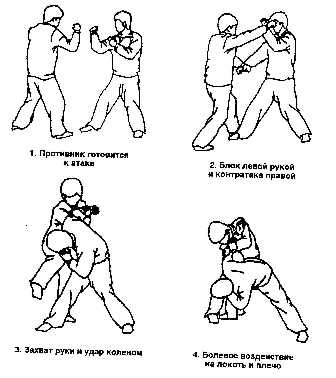 1. Противник готовится
к атаке
2. Блок левой рукой
и контратака правой
3. Захват руки и удар коленом
4. Болевое воздействие
на локоть и плечо